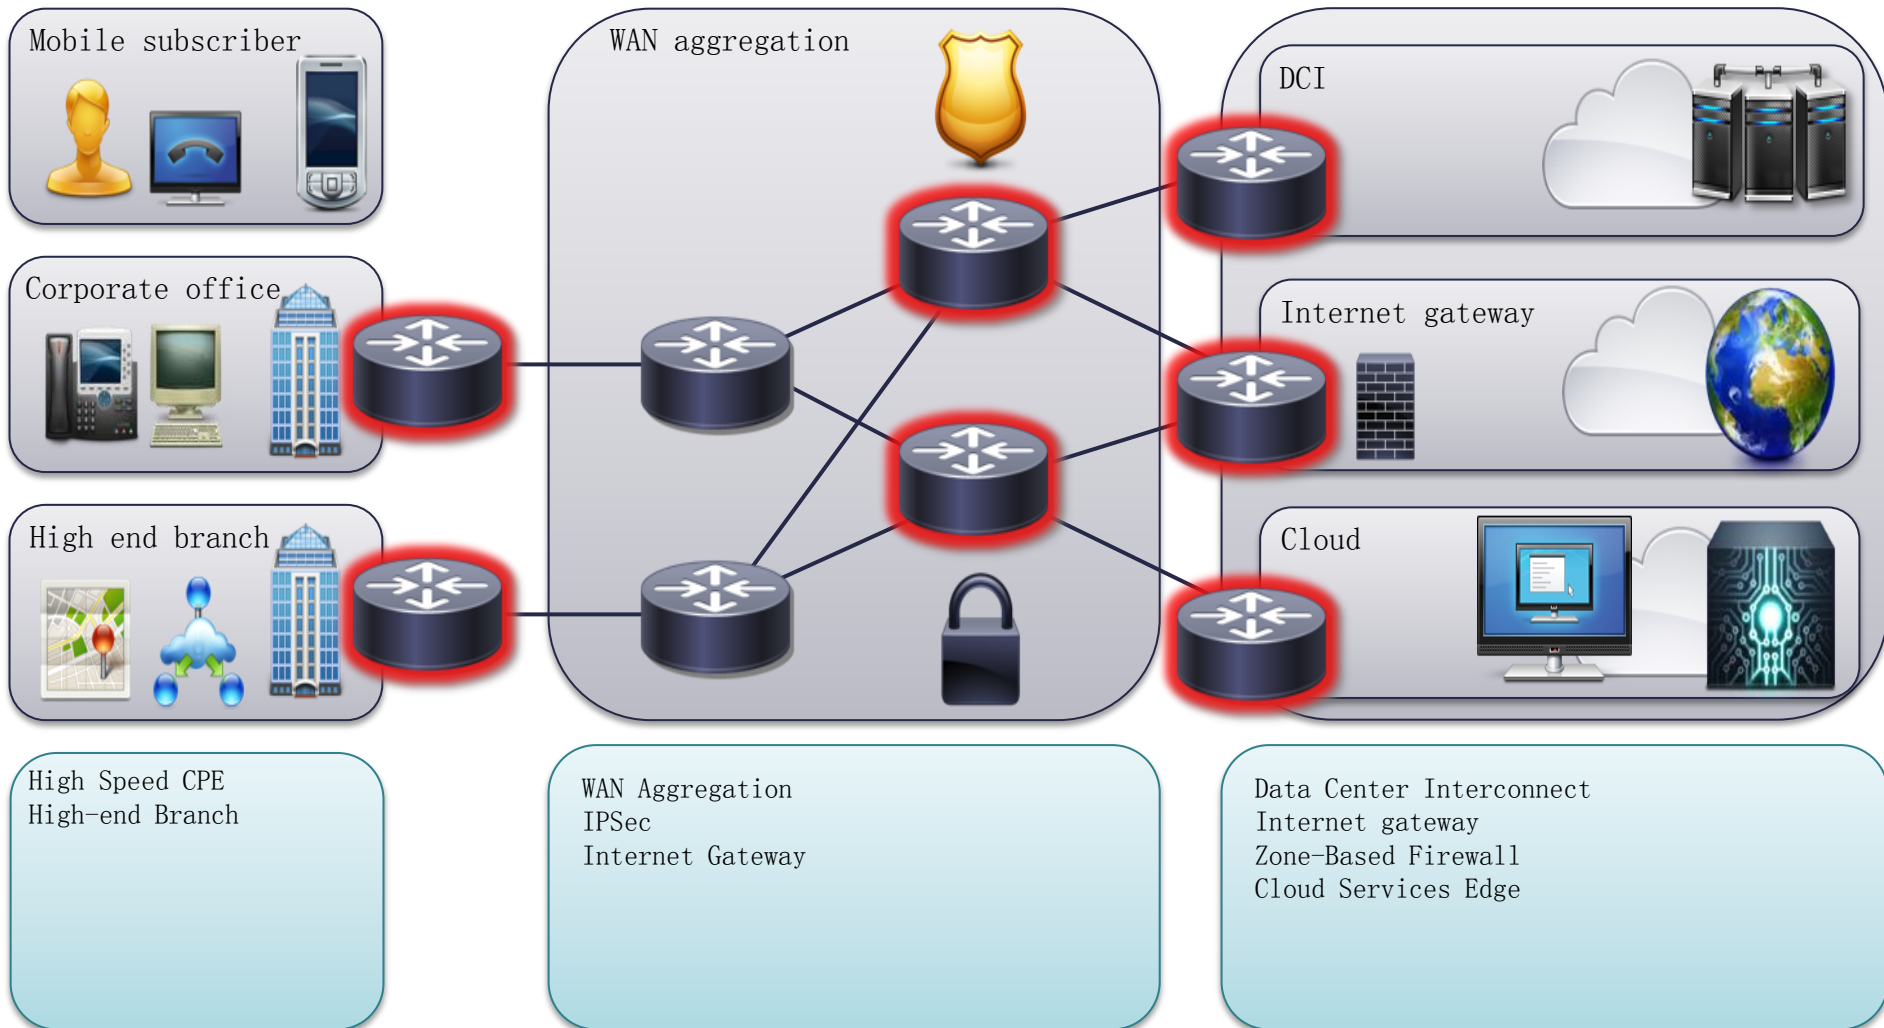 Mobile subscriber
WAN aggregation
DCI
Corporate office
Internet gateway
High end branch
Cloud
High Speed CPE
High-end Branch
WAN Aggregation
IPSec
Internet Gateway
Data Center Interconnect
Internet gateway
Zone-Based Firewall
Cloud Services Edge